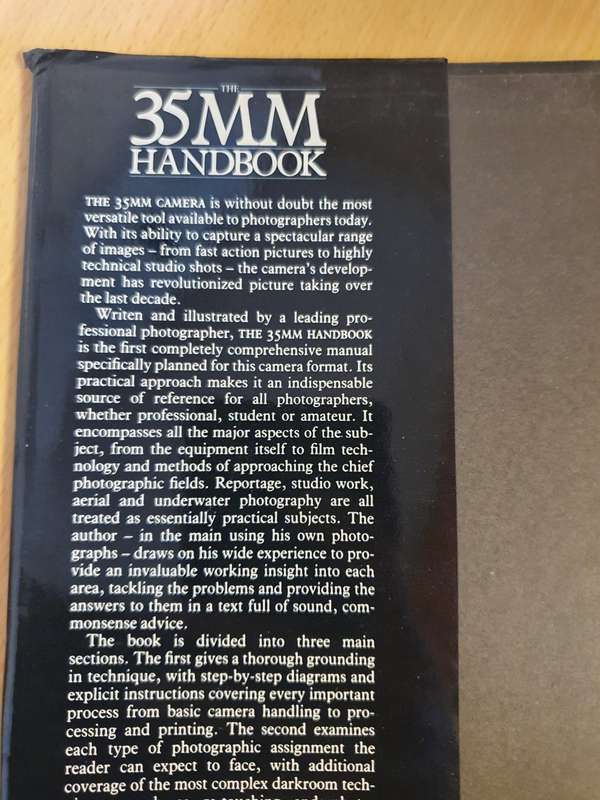 THE
35MM
HANDBOOK
THE 35MM CAMERA is without doubt the most
versatile tool available to photographers today.
With its ability to capture a spectacular range
of images – from fast action pictures to highly
technical studio shots – the camera's develop-
ment has revolutionized picture taking over
the last decade.
Writen and illustrated by a leading pro-
fessional photographer, THE 35MM HANDBOOK
is the first completely comprehensive manual
specifically planned for this camera format. Its
practical approach makes it an indispensable
source of reference for all photographers,
whether professional, student or amateur. It
encompasses all the major aspects of the sub-
ject, from the equipment itself to film tech-
nology and methods of approaching the chief
photographic fields. Reportage, studio work,
aerial and underwater photography are all
treated as essentially practical subjects. The
author – in the main using his own photo-
graphs – draws on his wide experience to pro-
vide an invaluable working insight into each
area, tackling the problems and providing the
answers to them in a text full of sound, com-
monsense advice.
The book is divided into three main
sections. The first gives a thorough grounding
in technique, with step-by-step diagrams and
explicit instructions covering every important
process from basic camera handling to pro-
cessing and printing. The second examines
each type of photographic assignment the
reader can expect to face, with additional
coverage of the most complex darkroom tech-